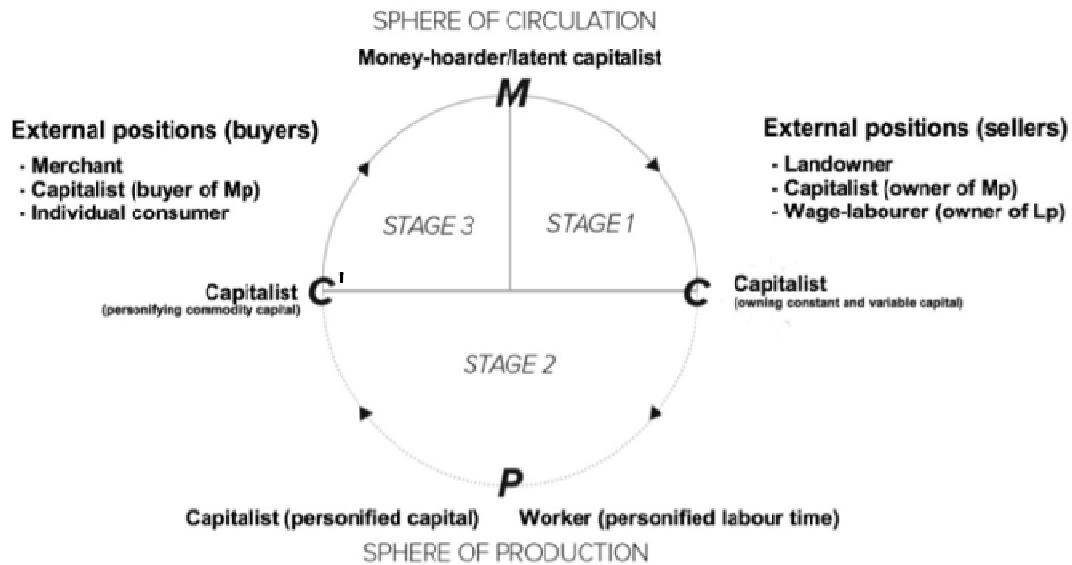 SPHERE OF CIRCULATION
Money-hoarder/latent capitalist
M
External positions (buyers)
- Merchant
- Capitalist (buyer of Mp)
- Individual consumer
External positions (sellers)
- Landowner
- Capitalist (owner of Mp)
- Wage-labourer (owner of Lp)
STAGE 3
STAGE 1
Capitalist
(personifying commodity capital)
C'
C
Capitalist
(owning constant and variable capital)
STAGE 2
P
Capitalist (personified capital)
Worker (personified labour time)
SPHERE OF PRODUCTION